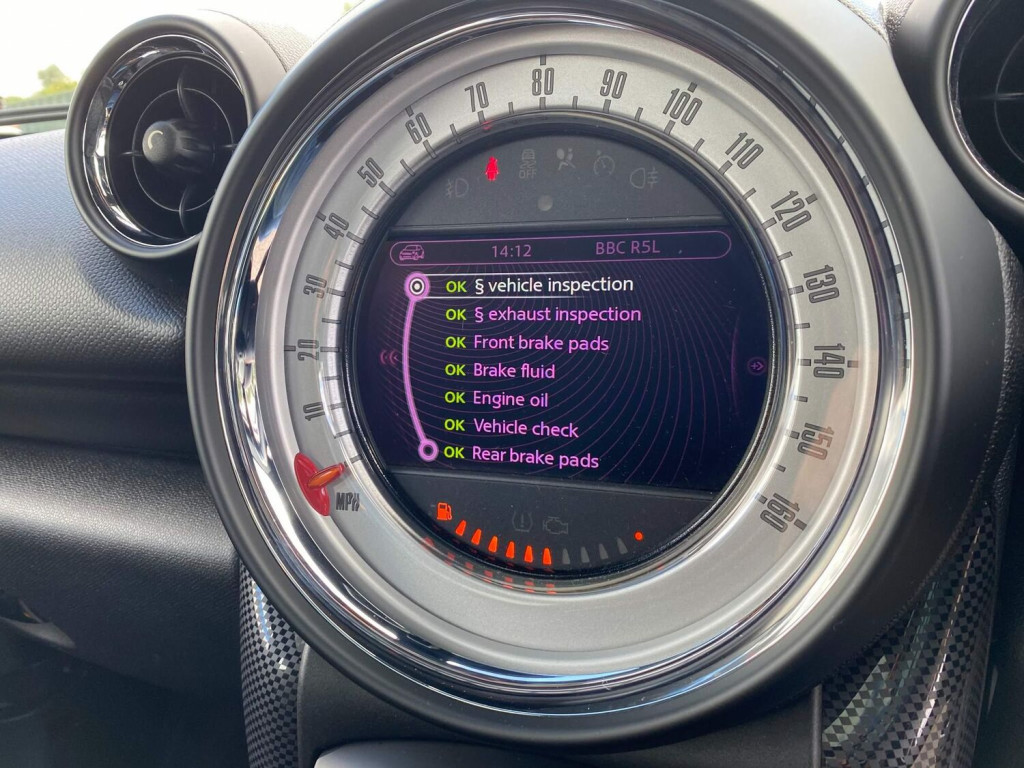 10
20
30
40
50
60
70
80
90
100
110
120
130
140
150
160
MPH
OFF
14:12 BBC R5L
OK § vehicle inspection
OK § exhaust inspection
OK Front brake pads
OK Brake fluid
OK Engine oil
OK Vehicle check
OK Rear brake pads